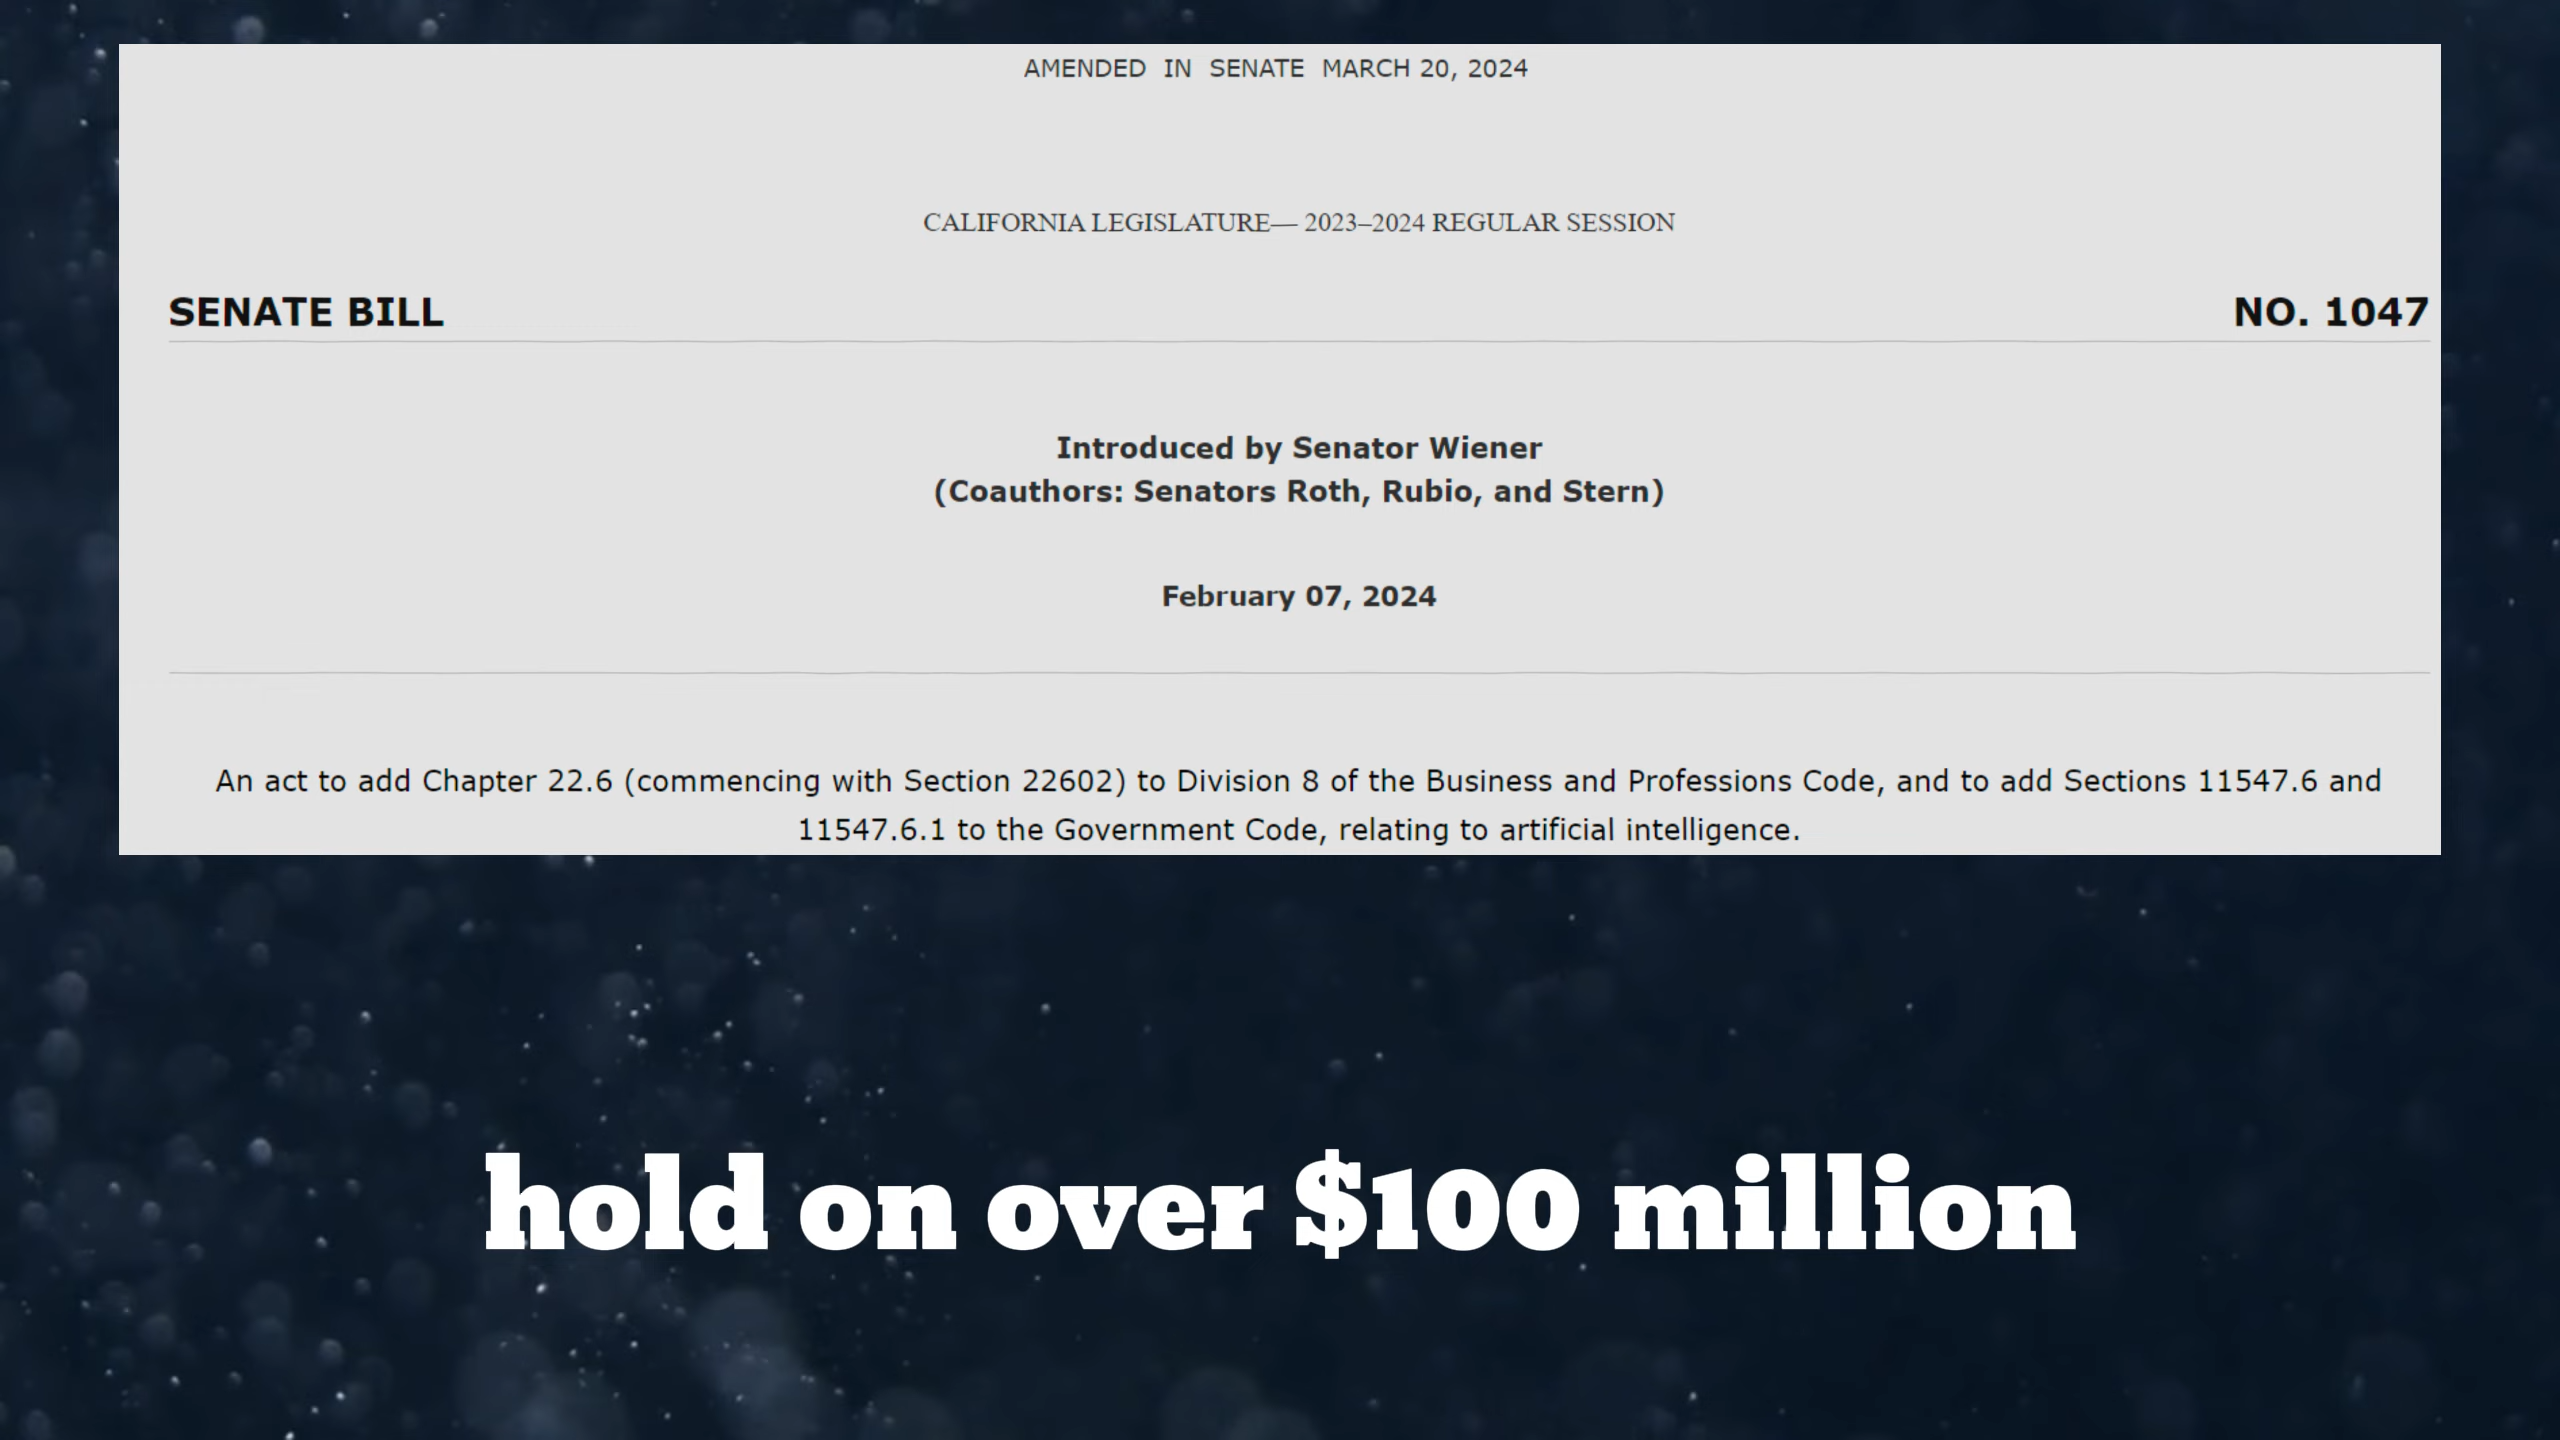 AMENDED IN SENATE MARCH 20, 2024
CALIFORNIA LEGISLATURE— 2023–2024 REGULAR SESSION
SENATE BILL NO. 1047
Introduced by Senator Wiener
(Coauthors: Senators Roth, Rubio, and Stern)
February 07, 2024
An act to add Chapter 22.6 (commencing with Section 22602) to Division 8 of the Business and Professions Code, and to add Sections 11547.6 and
11547.6.1 to the Government Code, relating to artificial intelligence.
hold on over $100 million